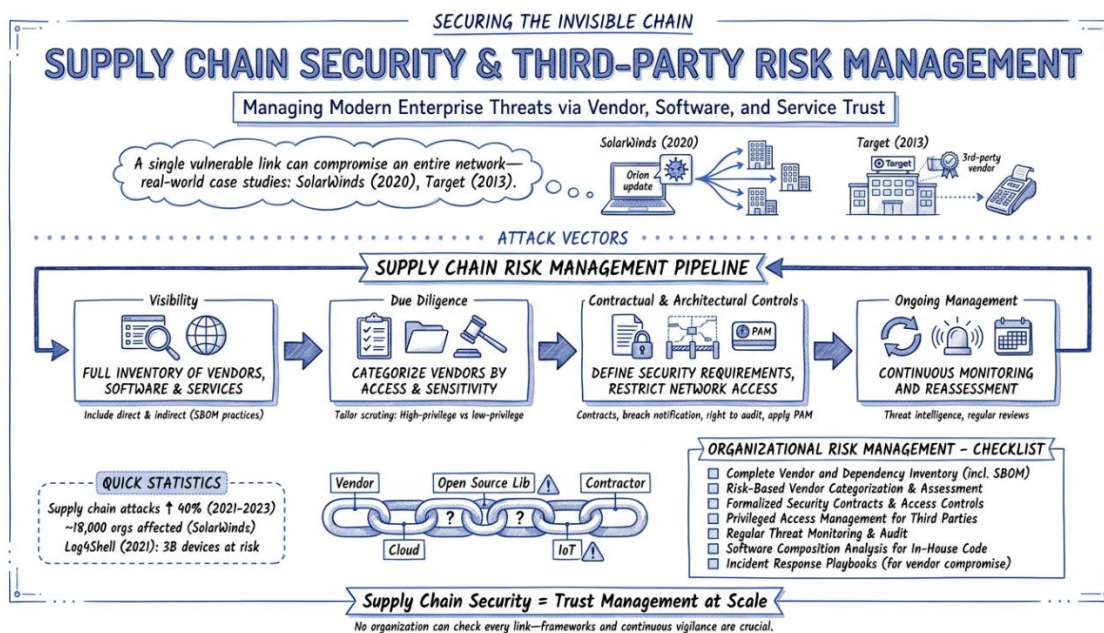 SECURING THE INVISIBLE CHAIN
SUPPLY CHAIN SECURITY & THIRD-PARTY RISK MANAGEMENT
Managing Modern Enterprise Threats via Vendor, Software, and Service Trust
A single vulnerable link can compromise an entire network—
real-world case studies: SolarWinds (2020), Target (2013).
SolarWinds (2020)
Orion
update
Target (2013)
Target
3rd-party
vendor
ATTACK VECTORS
SUPPLY CHAIN RISK MANAGEMENT PIPELINE
Visibility
FULL INVENTORY OF VENDORS,
SOFTWARE & SERVICES
Include direct & indirect (SBOM practices)
Due Diligence
CATEGORIZE VENDORS BY
ACCESS & SENSITIVITY
Tailor scrating: High-privilege vs low-privilege
Contractual & Architectural Controls
PAM
DEFINE SECURITY REQUIREMENTS,
RESTRICT NETWORK ACCESS
Contracts, breach notification, right to audit, apply PAM
Ongoing Management
CONTINUOUS MONITORING
AND REASSESSMENT
Threat intelligence, regular reviews
QUICK STATISTICS
Supply chain attacks ↑ 40% (2021-2023)
~18,000 orgs affected (SolarWinds)
Log4Shell (2021): 3B devices at risk
Vendor
Open Source Lib
!
Contractor
?
?
Cloud
IoT
!
ORGANIZATIONAL RISK MANAGEMENT – CHECKLIST
Complete Vendor and Dependency Inventory (incl. SBOM)
Risk-Based Vendor Categorization & Assessment
Formalized Security Contracts & Access Controls
Privileged Access Management for Third Parties
Regular Threat Monitoring & Audit
Software Composition Analysis for In-House Code
Incident Response Playbooks (for vendor compromise)
Supply Chain Security = Trust Management at Scale
No organization can check every link—frameworks and continuous vigilance are crucial.